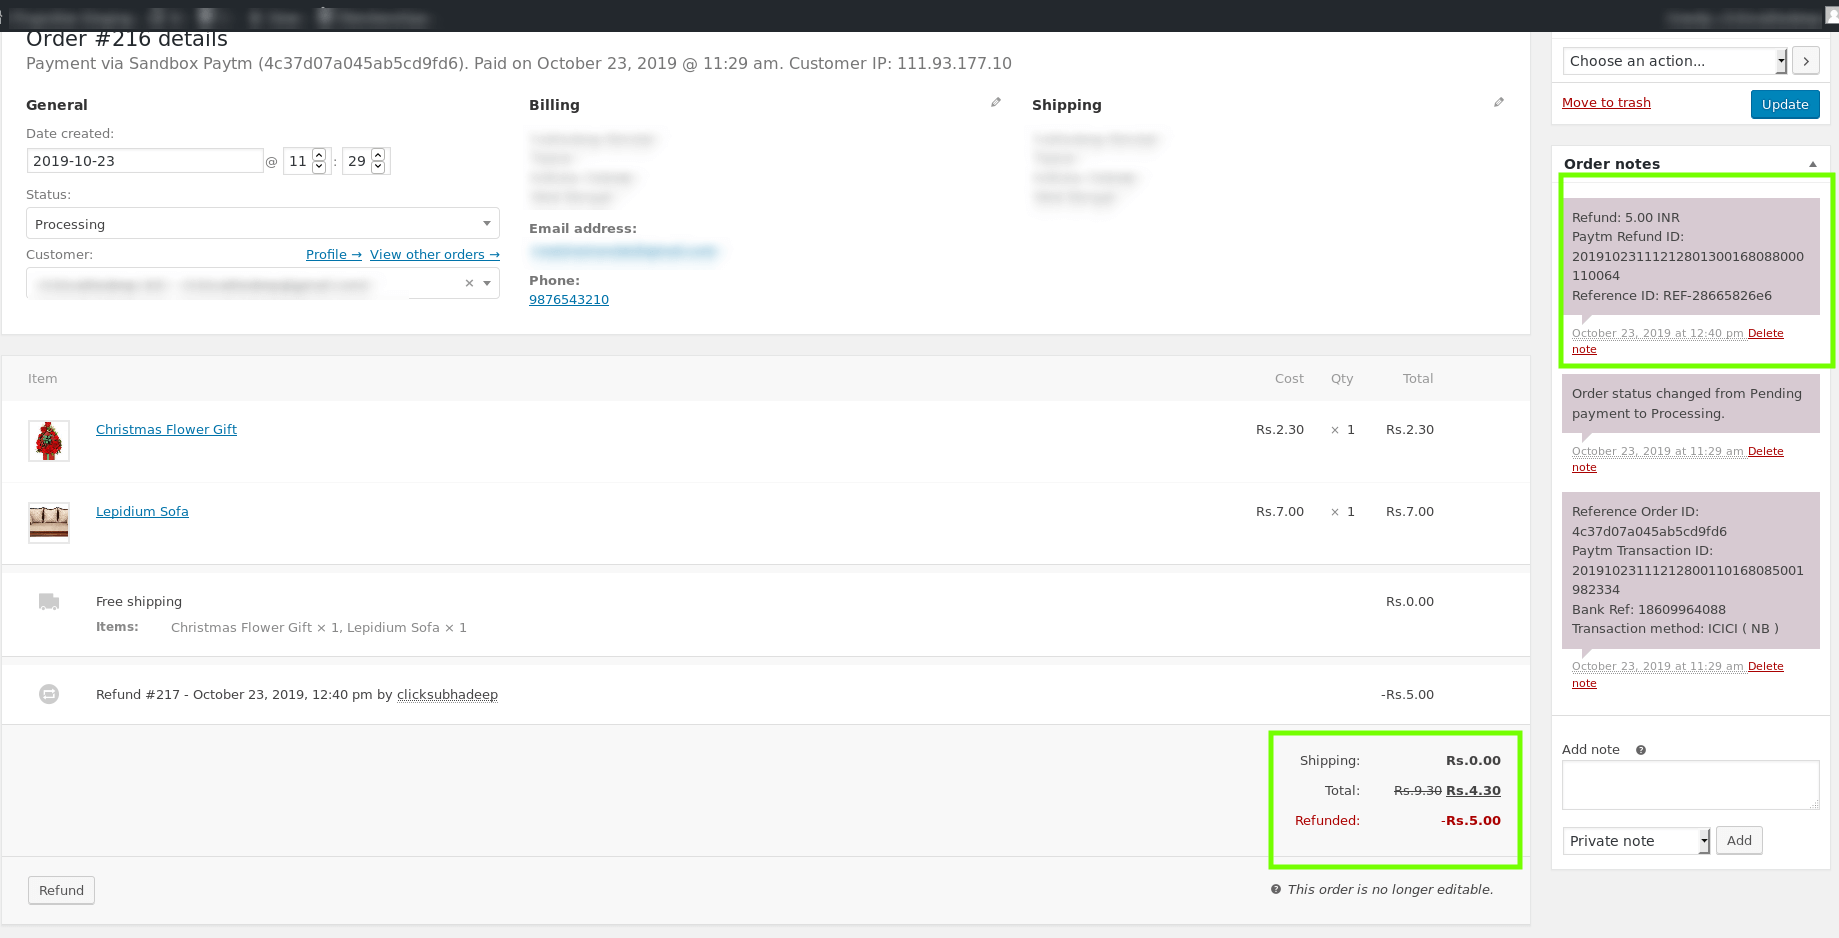 Order #216 details
Payment via Sandbox Paytm (4c37d07a045ab5cd9fd6). Paid on October 23, 2019 @ 11:29 am. Customer IP: 111.93.177.10
General
Date created:
2019-10-23 @ 11 : 29
Status:
Processing
Customer: Profile → View other orders →
× 
Billing
Email address:
Phone:
9876543210
Shipping
Item Cost Qty Total
Christmas Flower Gift Rs.2.30 × 1 Rs.2.30
Lepidium Sofa Rs.7.00 × 1 Rs.7.00
Free shipping Rs.0.00
Items: Christmas Flower Gift × 1, Lepidium Sofa × 1
Refund #217 - October 23, 2019, 12:40 pm by clicksubhadeep -Rs.5.00
Shipping: Rs.0.00
Total: Rs.9.30 Rs.4.30
Refunded: -Rs.5.00
Refund
This order is no longer editable.
Choose an action...
Move to trash Update
Order notes
Refund: 5.00 INR
Paytm Refund ID:
20191023111212801300168088000
110064
Reference ID: REF-28665826e6
October 23, 2019 at 12:40 pm Delete
note
Order status changed from Pending
payment to Processing.
October 23, 2019 at 11:29 am Delete
note
Reference Order ID:
4c37d07a045ab5cd9fd6
Paytm Transaction ID:
20191023111212800110168085001
982334
Bank Ref: 18609964088
Transaction method: ICICI ( NB )
October 23, 2019 at 11:29 am Delete
note
Add note
Private note Add